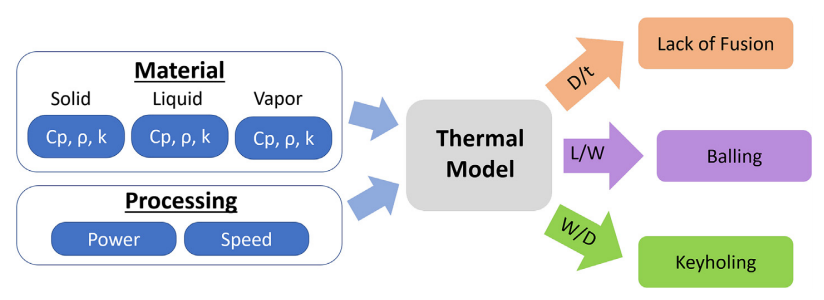 Material
Solid Liquid Vapor
Cp, ρ, k Cp, ρ, k Cp, ρ, k
Processing
Power Speed
Thermal
Model
D/t
L/W
W/D
Lack of Fusion
Balling
Keyholing